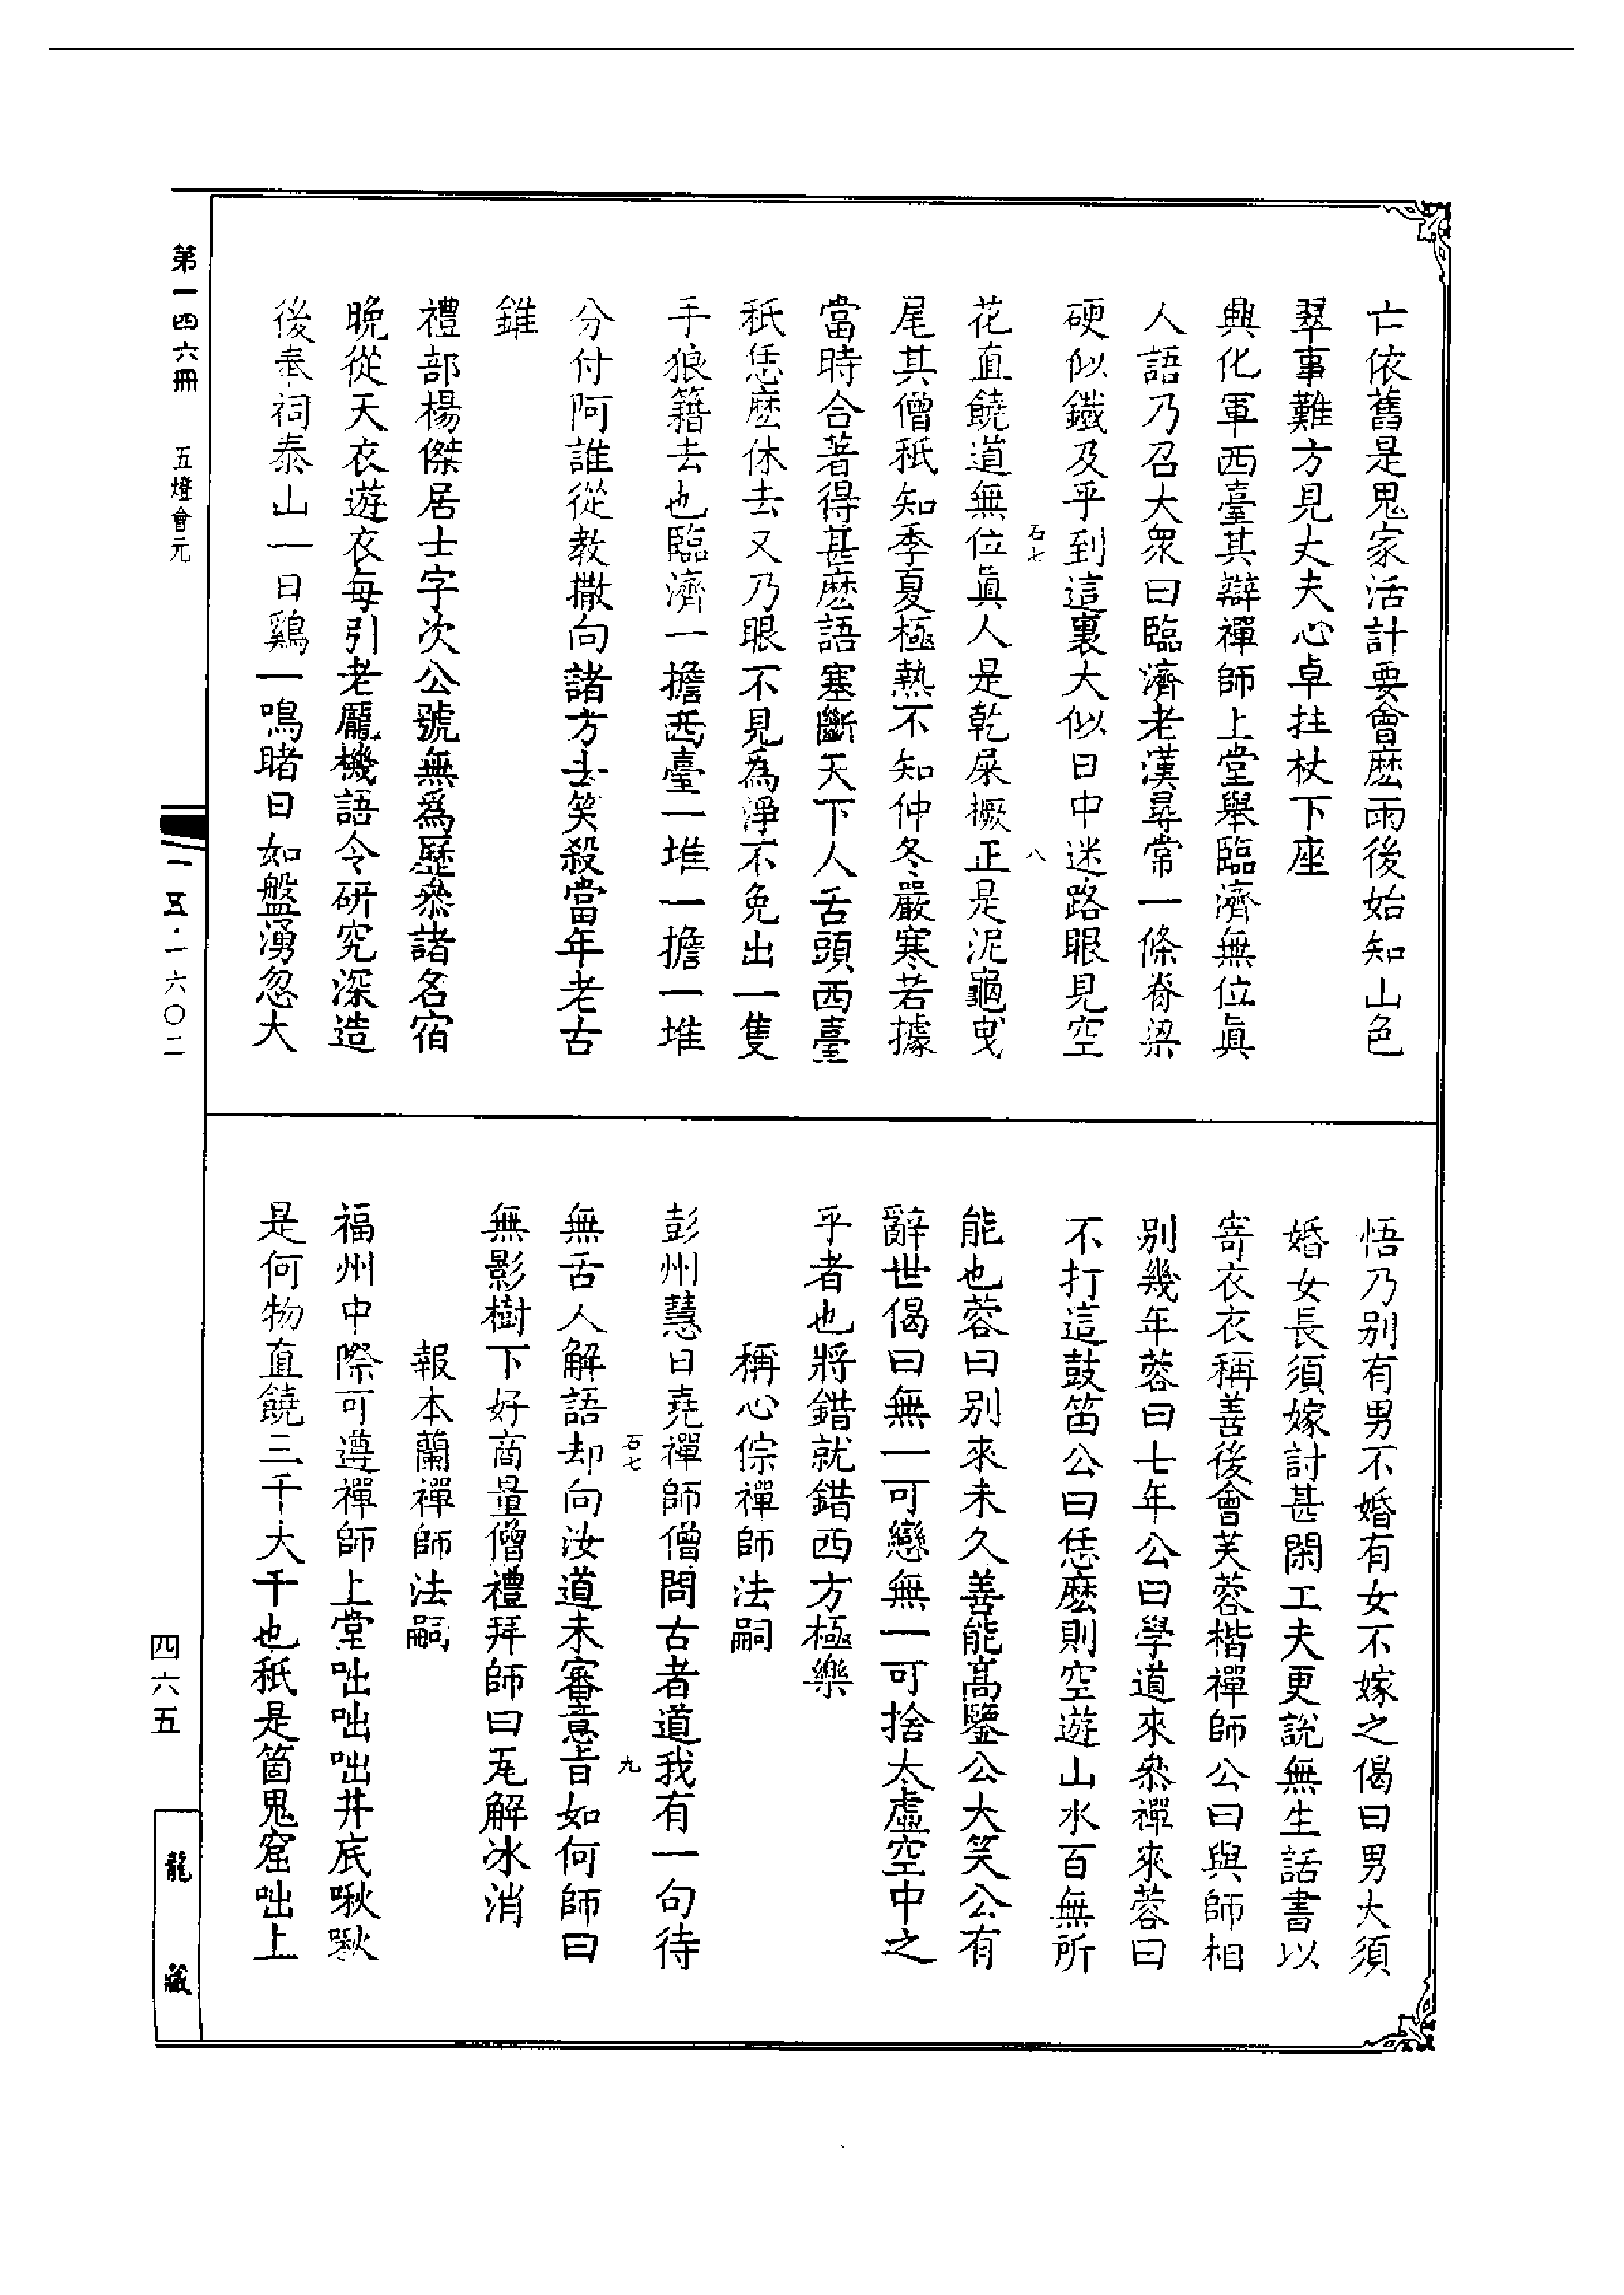 亡依舊是鬼家活計要會麽雨後始知山色
翠事難方見丈夫心卓拄杖下座
興化軍西臺其辯禪師上堂舉臨濟無位眞
人語乃召大衆曰臨濟老漢尋常一條脊梁
硬似鐵及乎到這裏大似日中迷路眼見空
石七
八
花直饒道無位眞人是乾屎橛正是泥龜曳
尾其僧秖知季夏極熱不知仲冬嚴寒若據
當時合著得甚麽語塞斷天下人舌頭西臺
秖恁麽休去又乃眼不見爲淨不免出一隻
手狼籍去也臨濟一擔西臺一堆一擔一堆
分付阿誰從教撒向諸方去笑殺當年老古
錐
禮部楊傑居士字次公號無爲歷叅諸名宿
晚從天衣遊衣每引老龐機語令研究深造
後奉祠泰山一日鷄一鳴睹日如盤湧忽大
悟乃别有男不婚有女不嫁之偈曰男大須
婚女長須嫁討甚閑工夫更說無生話書以
寄衣衣稱善後會芙蓉楷禪師公曰與師相
别幾年蓉曰七年公曰學道來叅禪來蓉曰
不打這鼓笛公曰恁麽則空遊山水百無所
能也蓉曰别來未久善能高鑒公大笑公有
辭世偈曰無一可戀無一可捨太虛空中之
乎者也將錯就錯西方極樂
稱心倧禪師法嗣
彭州慧日堯禪師僧問古者道我有一句待
石七
九
無舌人解語却向汝道未審意旨如何師曰
無影樹下好商量僧禮拜師曰瓦解冰消
報本蘭禪師法嗣
福州中際可遵禪師上堂咄咄咄井底啾啾
是何物直饒三千大千也秖是箇鬼窟咄上
第一四六冊
五燈會元
一五·一六〇二
四六五
龍藏